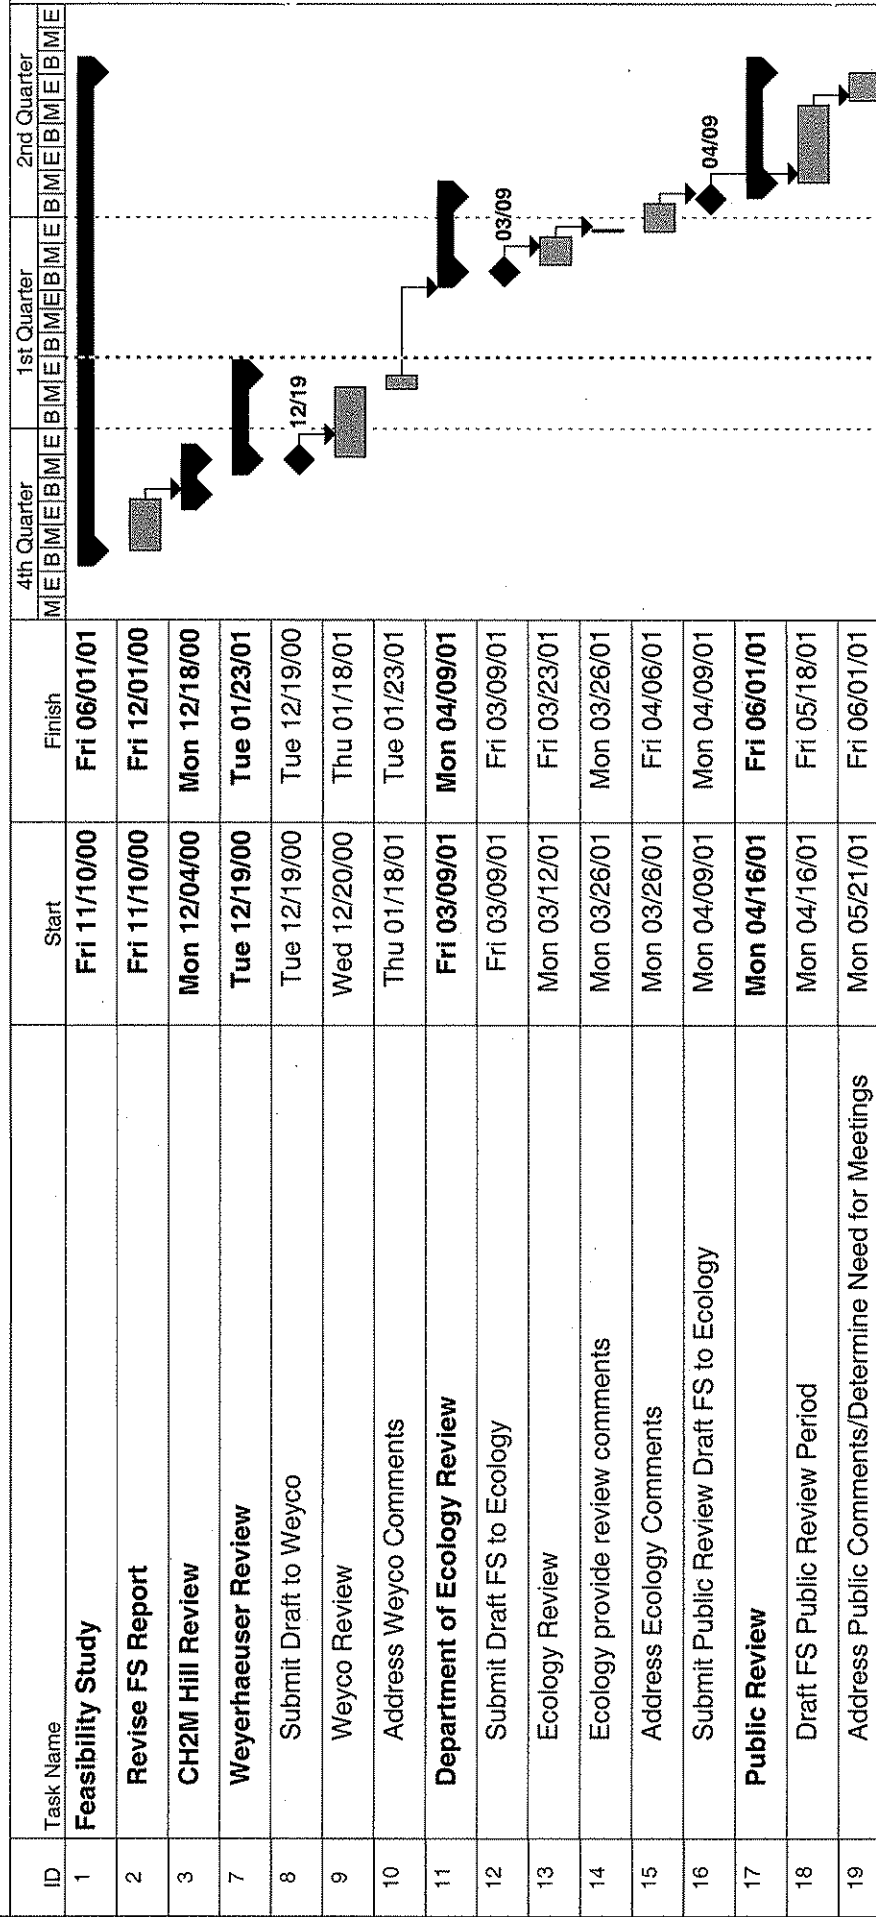 ID Task Name Start Finish 4th Quarter 1st Quarter 2nd Quarter
M E B M E B M E B M E B M E B M E B M E B M E B M E B M E
1 Feasibility Study Fri 11/10/00 Fri 06/01/01
2 Revise FS Report Fri 11/10/00 Fri 12/01/00
3 CH2M Hill Review Mon 12/04/00 Mon 12/18/00
7 Weyerhaeuser Review Tue 12/19/00 Tue 01/23/01
8 Submit Draft to Weyco Tue 12/19/00 Tue 12/19/00 12/19
9 Weyco Review Wed 12/20/00 Thu 01/18/01
10 Address Weyco Comments Thu 01/18/01 Tue 01/23/01
11 Department of Ecology Review Fri 03/09/01 Mon 04/09/01
12 Submit Draft FS to Ecology Fri 03/09/01 Fri 03/09/01 03/09
13 Ecology Review Mon 03/12/01 Fri 03/23/01
14 Ecology provide review comments Mon 03/26/01 Mon 03/26/01
15 Address Ecology Comments Mon 03/26/01 Fri 04/06/01
16 Submit Public Review Draft FS to Ecology Mon 04/09/01 Mon 04/09/01 04/09
17 Public Review Mon 04/16/01 Fri 06/01/01
18 Draft FS Public Review Period Mon 04/16/01 Fri 05/18/01
19 Address Public Comments/Determine Need for Meetings Mon 05/21/01 Fri 06/01/01